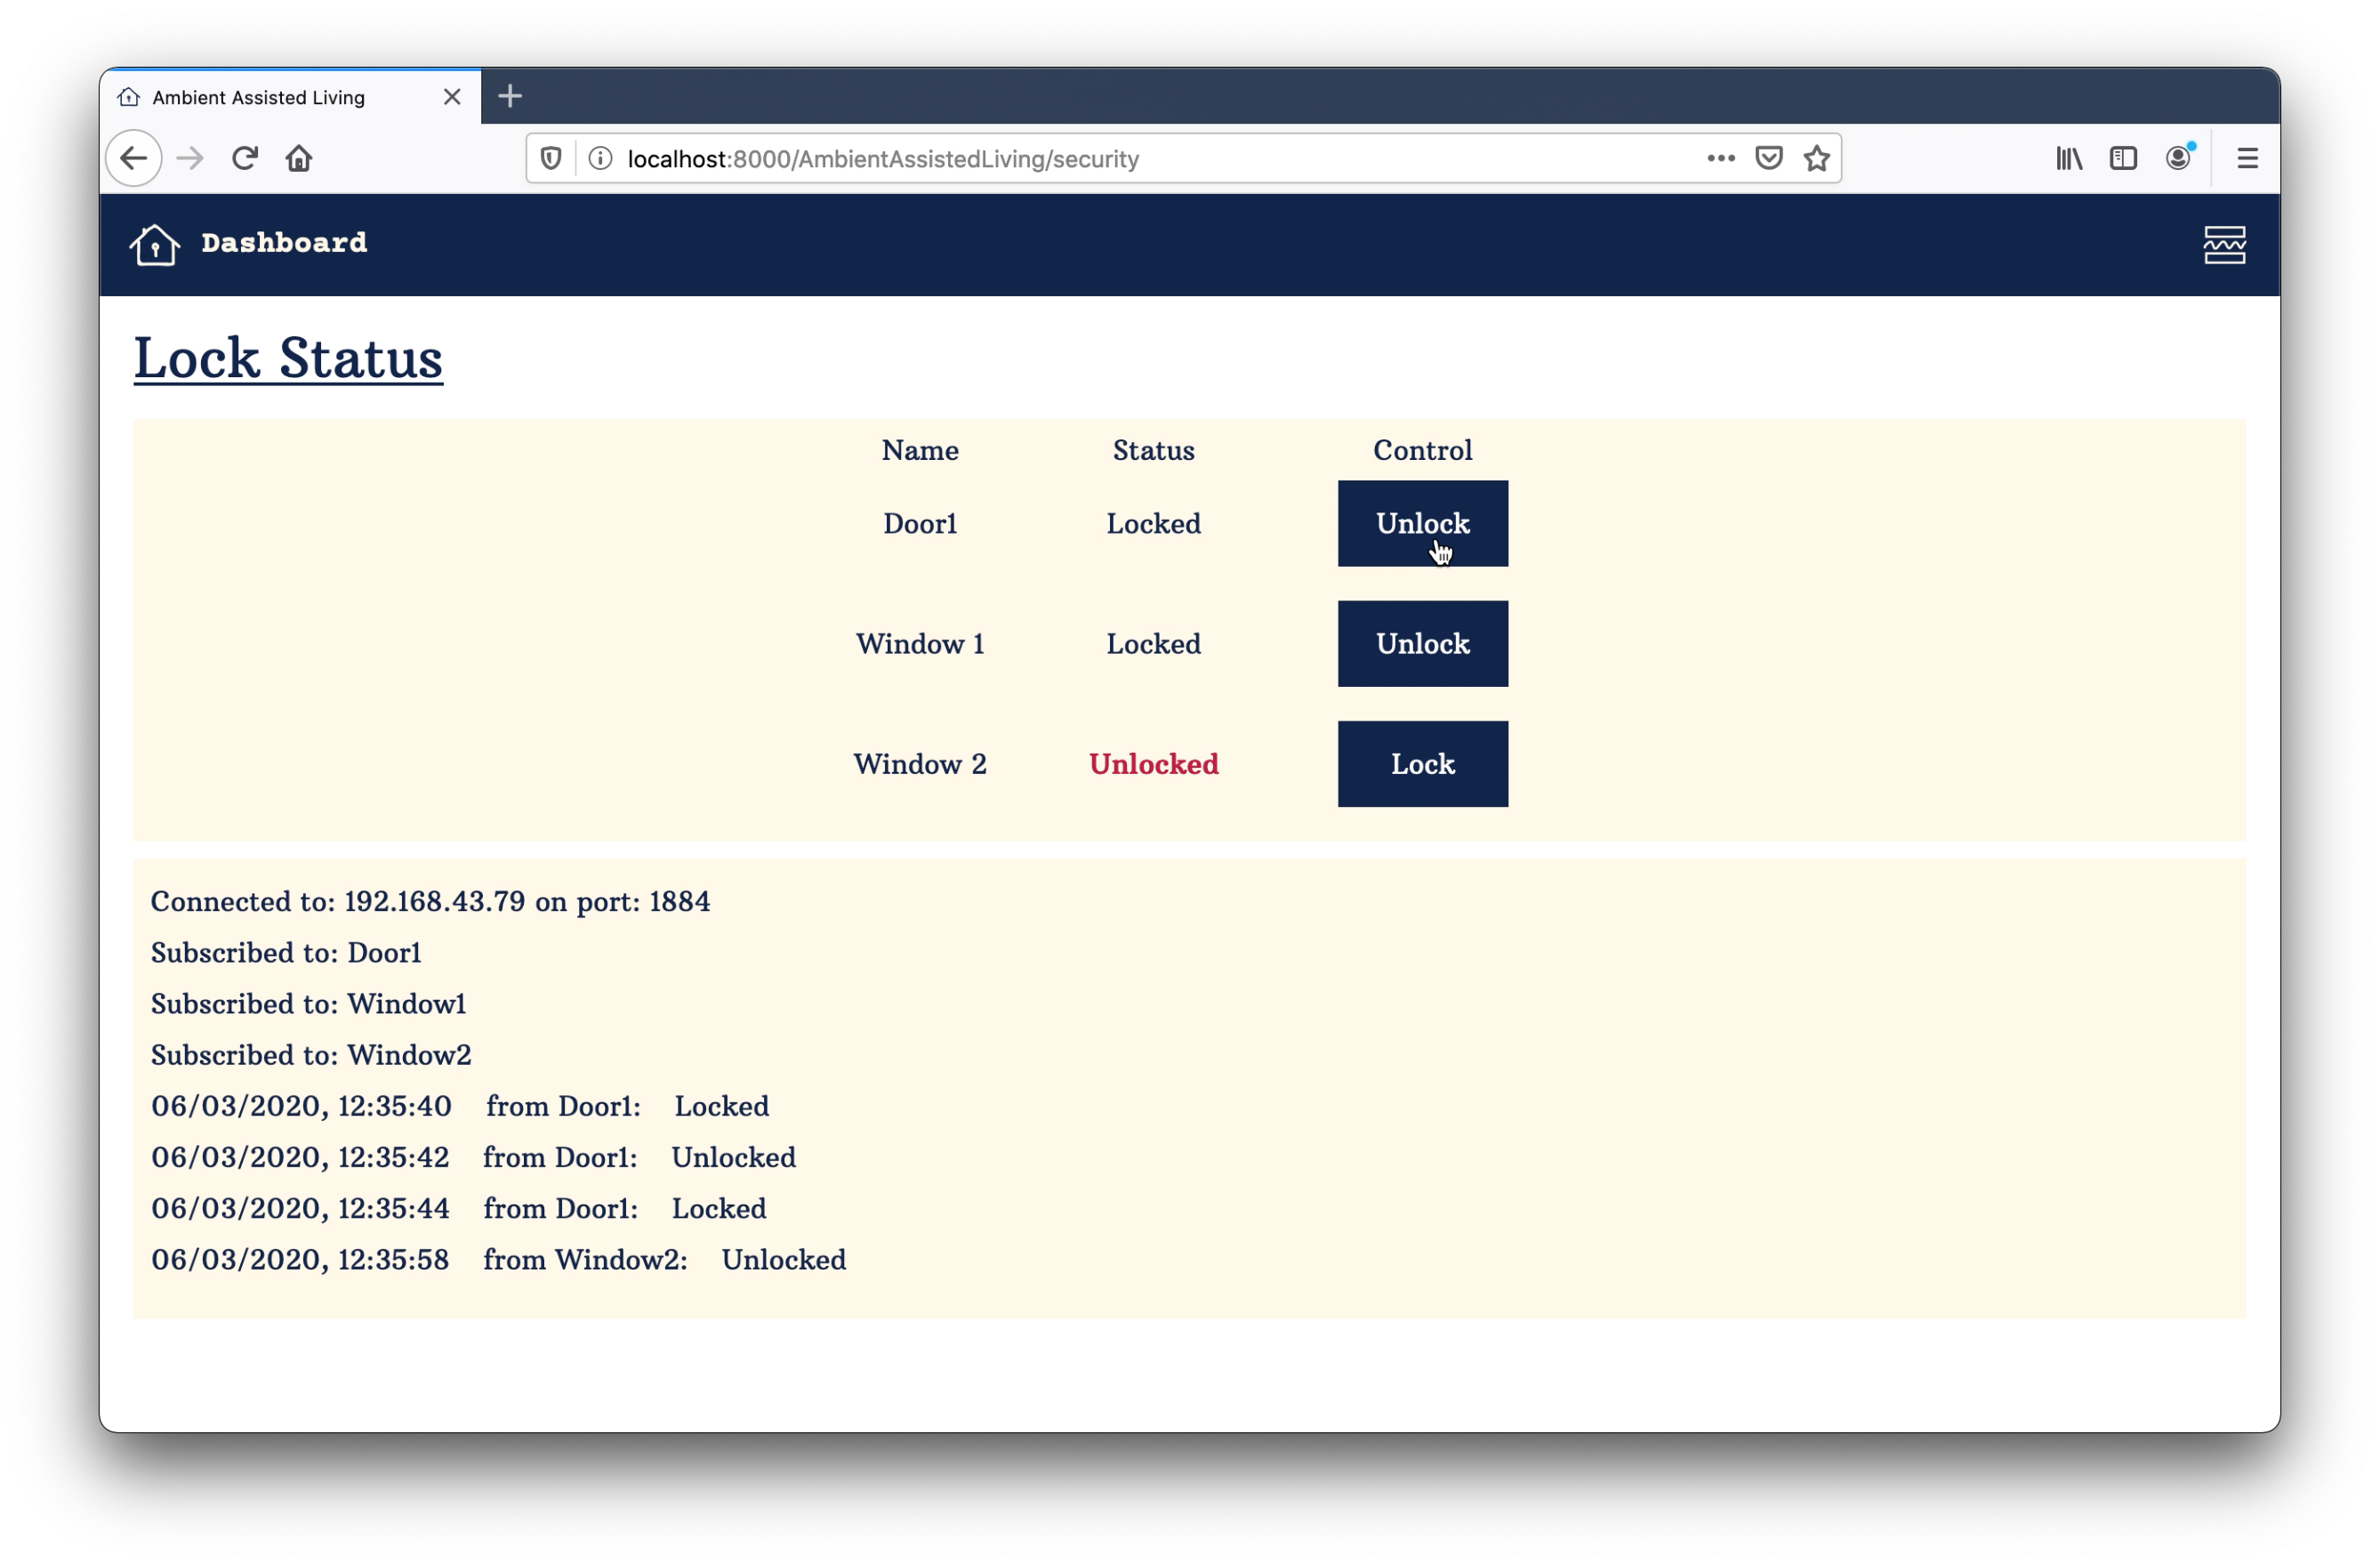 Ambient Assisted Living
localhost:8000/AmbientAssistedLiving/security
Dashboard
Lock Status
Name Status Control
Door1 Locked Unlock
Window 1 Locked Unlock
Window 2 Unlocked Lock
Connected to: 192.168.43.79 on port: 1884
Subscribed to: Door1
Subscribed to: Window1
Subscribed to: Window2
06/03/2020, 12:35:40 from Door1: Locked
06/03/2020, 12:35:42 from Door1: Unlocked
06/03/2020, 12:35:44 from Door1: Locked
06/03/2020, 12:35:58 from Window2: Unlocked